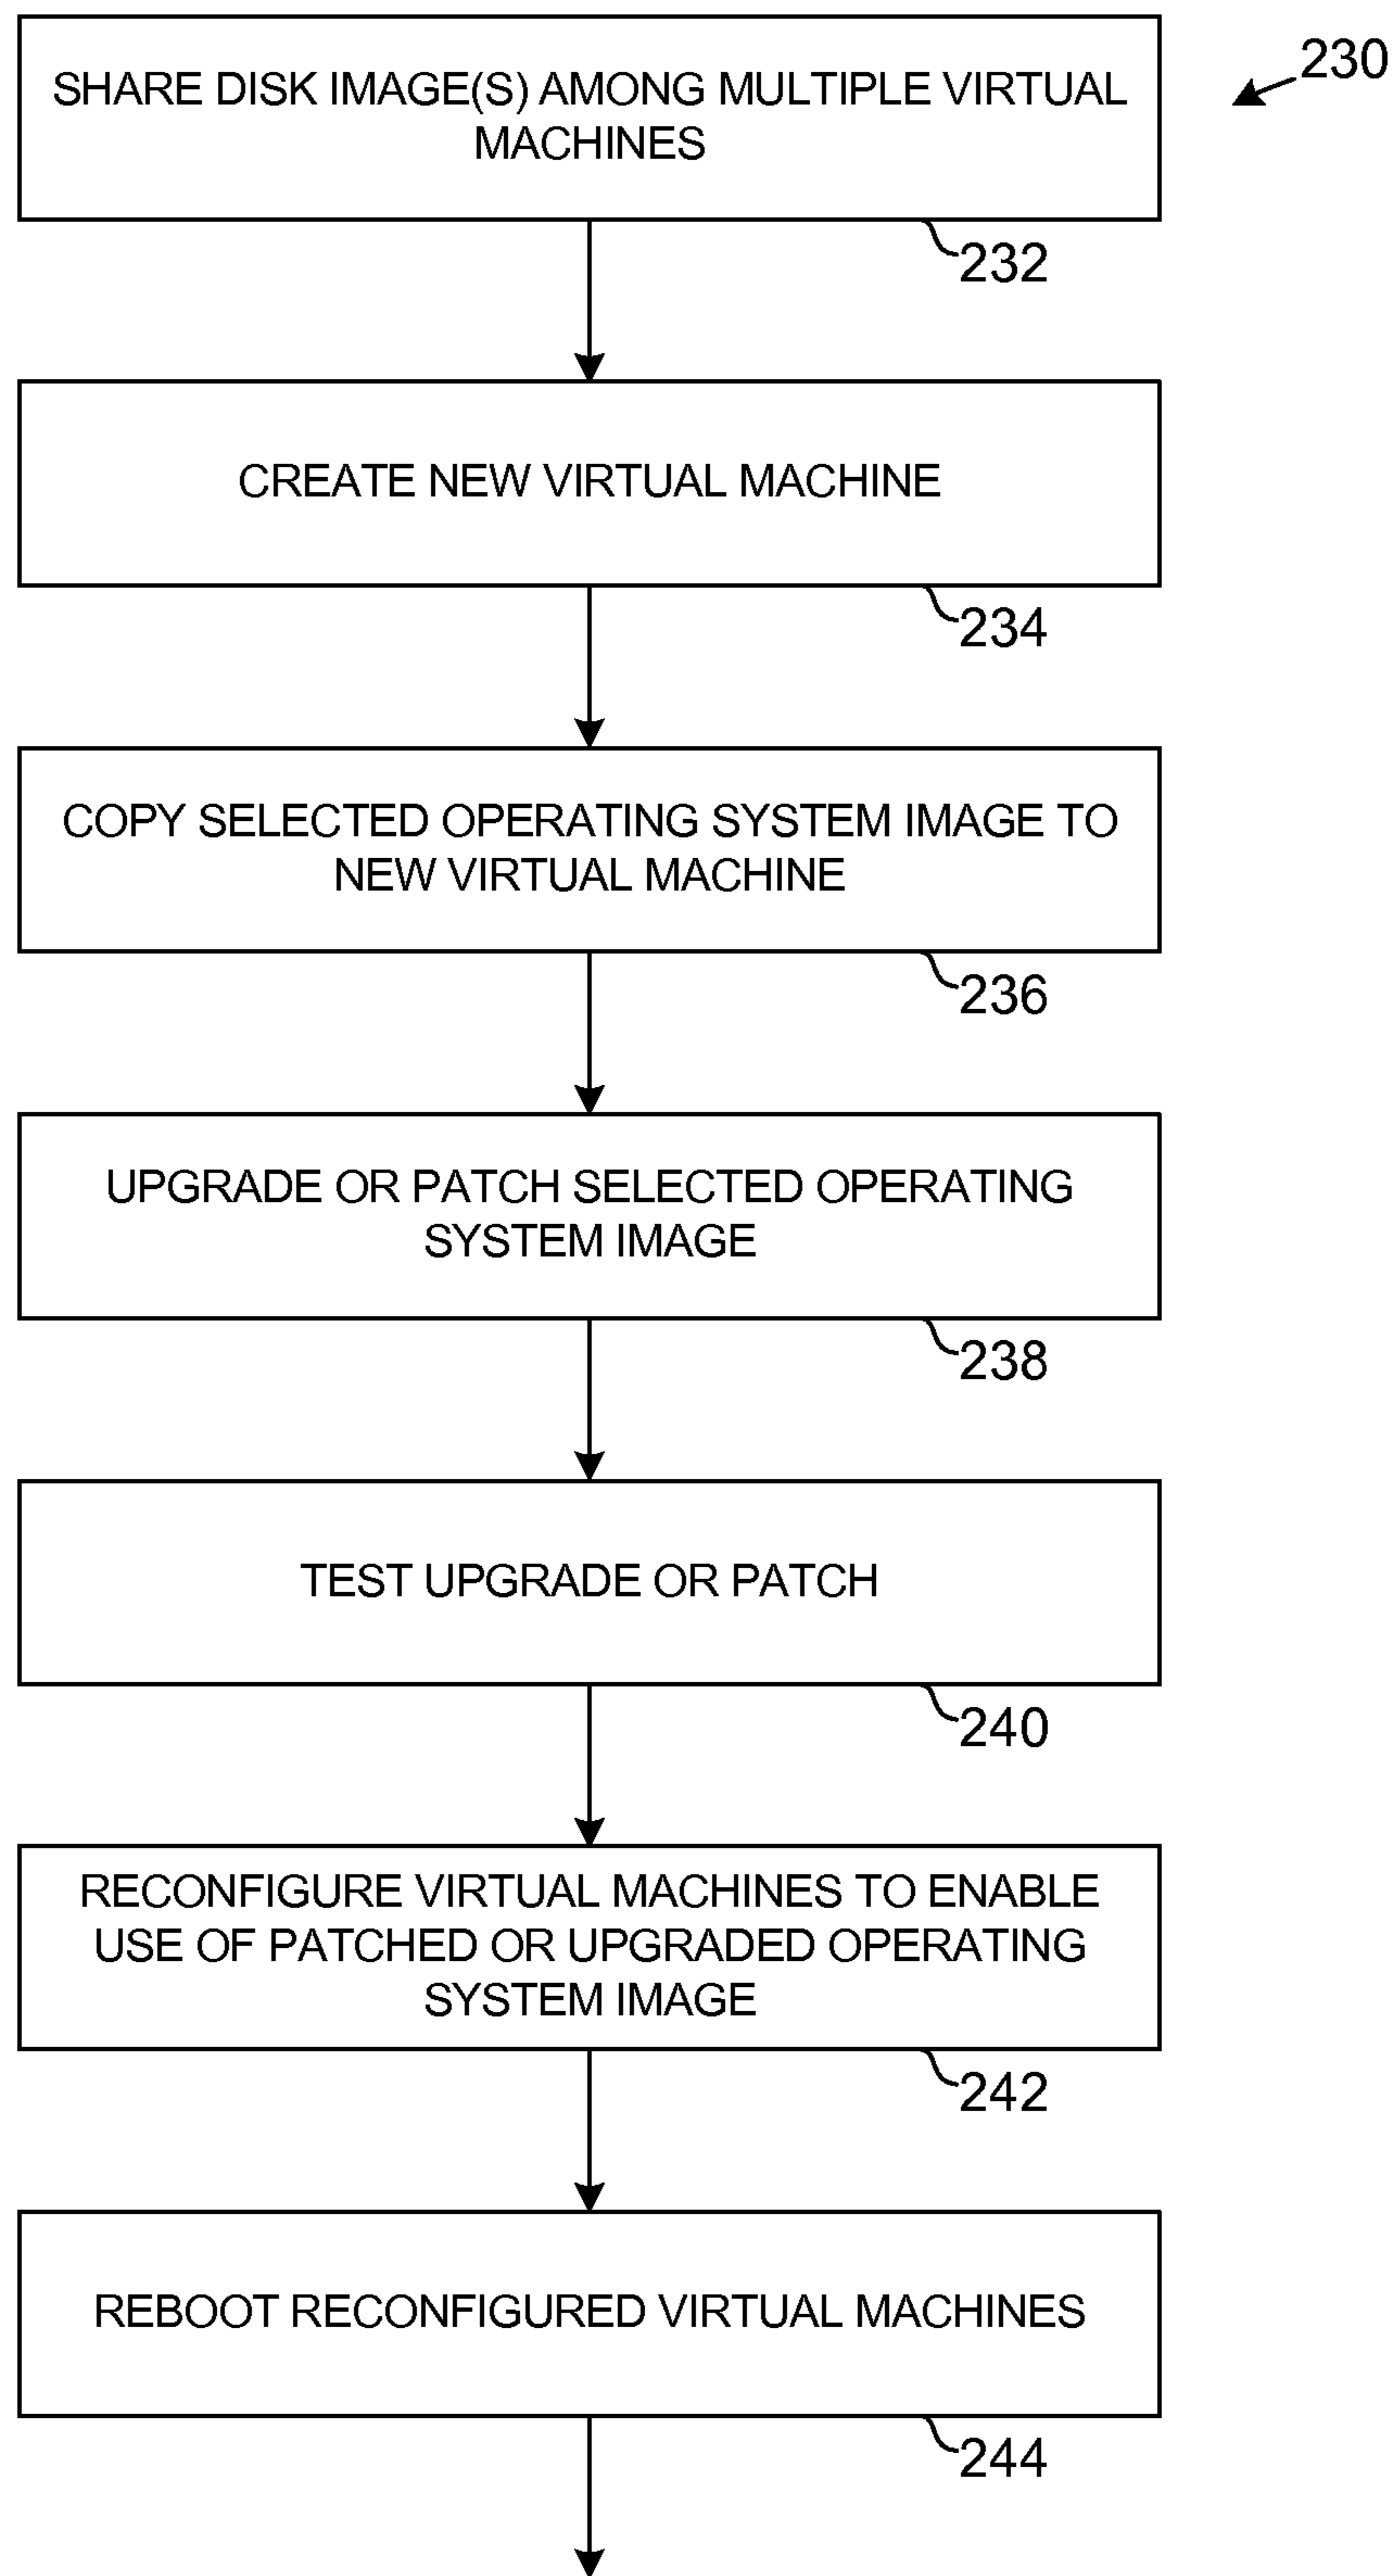 230
SHARE DISK IMAGE(S) AMONG MULTIPLE VIRTUAL
MACHINES
232
CREATE NEW VIRTUAL MACHINE
234
COPY SELECTED OPERATING SYSTEM IMAGE TO
NEW VIRTUAL MACHINE
236
UPGRADE OR PATCH SELECTED OPERATING
SYSTEM IMAGE
238
TEST UPGRADE OR PATCH
240
RECONFIGURE VIRTUAL MACHINES TO ENABLE
USE OF PATCHED OR UPGRADED OPERATING
SYSTEM IMAGE
242
REBOOT RECONFIGURED VIRTUAL MACHINES
244